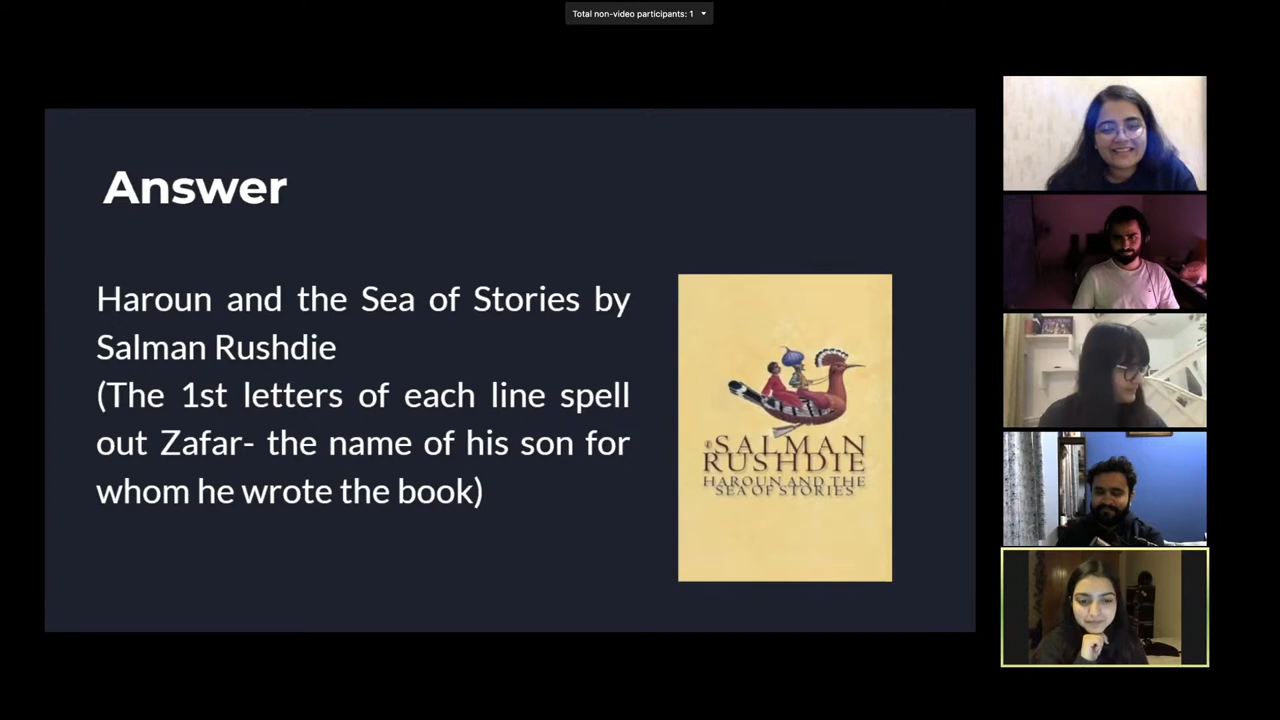 Total non-video participants: 1
Answer
Haroun and the Sea of Stories by
Salman Rushdie
(The 1st letters of each line spell
out Zafar- the name of his son for
whom he wrote the book)
SALMAN
RUSHDIE
HAROUN AND THE
SEA OF STORIES